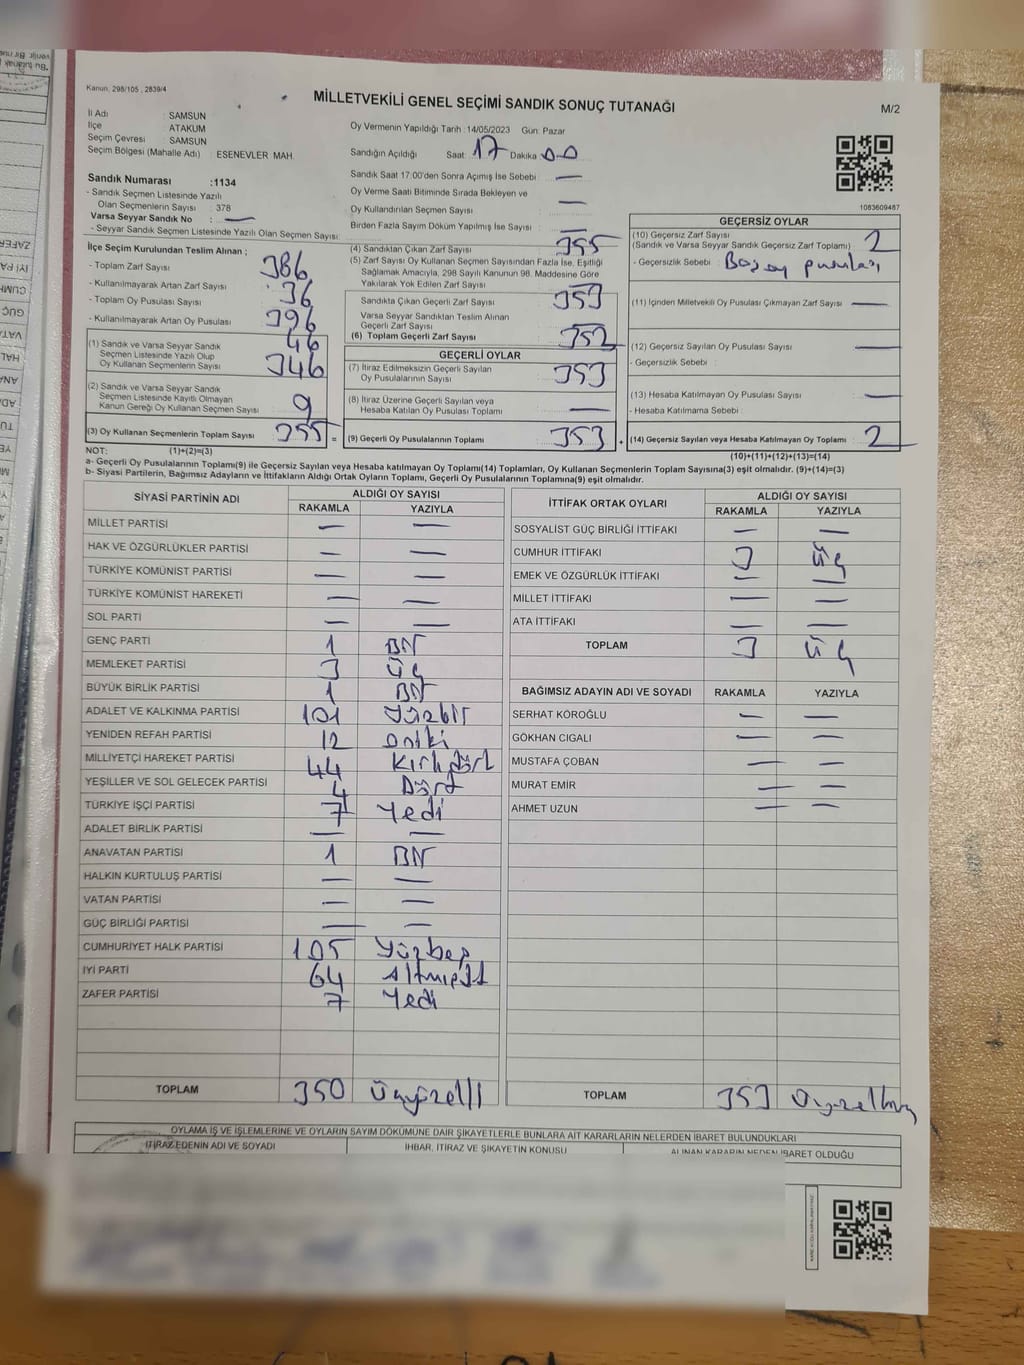 Kanun, 298/105 , 2839/4
MİLLETVEKİLİ GENEL SEÇİMİ SANDIK SONUÇ TUTANAĞI
M/2
İl Adı : SAMSUN
İlçe ATAKUM
Seçim Çevresi : SAMSUN
Seçim Bölgesi (Mahalle Adı) : ESENEVLER MAH.
Oy Vermenin Yapıldığı Tarih :14/05/2023 Gün: Pazar
Sandığın Açıldığı Saat: 17 Dakika 00
Sandık Saat 17:00'den Sonra Açımış İse Sebebi : —
Oy Verme Saati Bitiminde Sırada Bekleyen ve
Oy Kullandırılan Seçmen Sayısı : —
Birden Fazla Sayım Döküm Yapılmış İse Sayısı : —
Sandık Numarası :1134
- Sandık Seçmen Listesinde Yazılı
Olan Seçmenlerin Sayısı : 378
Varsa Seyyar Sandık No : —
- Seyyar Sandık Seçmen Listesinde Yazılı Olan Seçmen Sayısı:
1083609487
İlçe Seçim Kurulundan Teslim Alınan ;
- Toplam Zarf Sayısı : 386
- Kullanılmayarak Artan Zarf Sayısı : 36
- Toplam Oy Pusulası Sayısı : 396
- Kullanılmayarak Artan Oy Pusulası : 46
(1) Sandık ve Varsa Seyyar Sandık
Seçmen Listesinde Yazılı Olup
Oy Kullanan Seçmenlerin Sayısı : 346
(2) Sandık ve Varsa Seyyar Sandık
Seçmen Listesinde Kayıtlı Olmayan
Kanun Gereği Oy Kullanan Seçmen Sayısı : 9
(3) Oy Kullanan Seçmenlerin Toplam Sayısı : 355 =
(4) Sandıktan Çıkan Zarf Sayısı : 355
(5) Zarf Sayısı Oy Kullanan Seçmen Sayısından Fazla İse, Eşitliği
Sağlamak Amacıyla, 298 Sayılı Kanunun 98. Maddesine Göre
Yakılarak Yok Edilen Zarf Sayısı :
Sandıkta Çıkan Geçerli Zarf Sayısı : 353
Varsa Seyyar Sandıktan Teslim Alınan
Geçerli Zarf Sayısı :
(6) Toplam Geçerli Zarf Sayısı : 353
GEÇERLİ OYLAR
(7) İtiraz Edilmeksizin Geçerli Sayılan
Oy Pusulalarının Sayısı : 353
(8) İtiraz Üzerine Geçerli Sayılan veya
Hesaba Katılan Oy Pusulası Toplamı : —
(9) Geçerli Oy Pusulalarının Toplamı : 353 +
GEÇERSİZ OYLAR
(10) Geçersiz Zarf Sayısı : 2
(Sandık ve Varsa Seyyar Sandık Geçersiz Zarf Toplamı)
- Geçersizlik Sebebi : Boş oy pusulası
(11) İçinden Milletvekili Oy Pusulası Çıkmayan Zarf Sayısı : —
(12) Geçersiz Sayılan Oy Pusulası Sayısı : —
- Geçersizlik Sebebi :
(13) Hesaba Katılmayan Oy Pusulası Sayısı : —
- Hesaba Katılmama Sebebi :
(14) Geçersiz Sayılan veya Hesaba Katılmayan Oy Toplamı : 2
NOT: (1)+(2)=(3) (10)+(11)+(12)+(13)=(14)
a- Geçerli Oy Pusulalarının Toplamı(9) ile Geçersiz Sayılan veya Hesaba katılmayan Oy Toplamı(14) Toplamları, Oy Kullanan Seçmenlerin Toplam Sayısına(3) eşit olmalıdır. (9)+(14)=(3)
b- Siyasi Partilerin, Bağımsız Adayların ve İttifakların Aldığı Ortak Oyların Toplamı, Geçerli Oy Pusulalarının Toplamına(9) eşit olmalıdır.
SİYASİ PARTİNİN ADI ALDIĞI OY SAYISI
RAKAMLA YAZIYLA
MİLLET PARTİSİ — —
HAK VE ÖZGÜRLÜKLER PARTİSİ — —
TÜRKİYE KOMÜNİST PARTİSİ — —
TÜRKİYE KOMÜNİST HAREKETİ — —
SOL PARTİ — —
GENÇ PARTİ 1 BİR
MEMLEKET PARTİSİ 3 ÜÇ
BÜYÜK BİRLİK PARTİSİ 1 BİR
ADALET VE KALKINMA PARTİSİ 101 Yüzbir
YENİDEN REFAH PARTİSİ 12 oniki
MİLLİYETÇİ HAREKET PARTİSİ 44 Kırkdört
YEŞİLLER VE SOL GELECEK PARTİSİ 4 Dört
TÜRKİYE İŞÇİ PARTİSİ 7 Yedi
ADALET BİRLİK PARTİSİ — —
ANAVATAN PARTİSİ 1 BİR
HALKIN KURTULUŞ PARTİSİ — —
VATAN PARTİSİ — —
GÜÇ BİRLİĞİ PARTİSİ — —
CUMHURİYET HALK PARTİSİ 105 Yüzbeş
İYİ PARTİ 64 Altmışdört
ZAFER PARTİSİ 7 Yedi
TOPLAM 350 Üçyüzelli
İTTİFAK ORTAK OYLARI ALDIĞI OY SAYISI
RAKAMLA YAZIYLA
SOSYALİST GÜÇ BİRLİĞİ İTTİFAKI — —
CUMHUR İTTİFAKI 3 Üç
EMEK VE ÖZGÜRLÜK İTTİFAKI — —
MİLLET İTTİFAKI — —
ATA İTTİFAKI — —
TOPLAM 3 Üç
BAĞIMSIZ ADAYIN ADI VE SOYADI RAKAMLA YAZIYLA
SERHAT KÖROĞLU — —
GÖKHAN CIGALI — —
MUSTAFA ÇOBAN — —
MURAT EMİR — —
AHMET UZUN — —
TOPLAM 353
OYLAMA İŞ VE İŞLEMLERİNE VE OYLARIN SAYIM DÖKÜMÜNE DAİR ŞİKAYETLERLE BUNLARA AİT KARARLARIN NELERDEN İBARET BULUNDUKLARI
İTİRAZ EDENİN ADI VE SOYADI İHBAR, İTİRAZ VE ŞİKAYETİN KONUSU ALINAN KARARIN NEDEN İBARET OLDUĞU